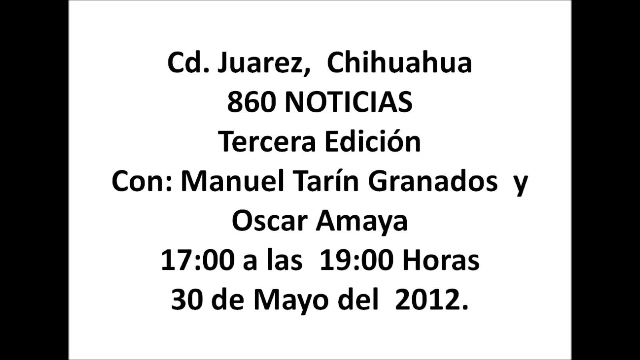 Cd. Juarez,  Chihuahua
860 NOTICIAS
Tercera Edición
Con: Manuel Tarín Granados  y
Oscar Amaya
17:00 a las  19:00 Horas
30 de Mayo del  2012.